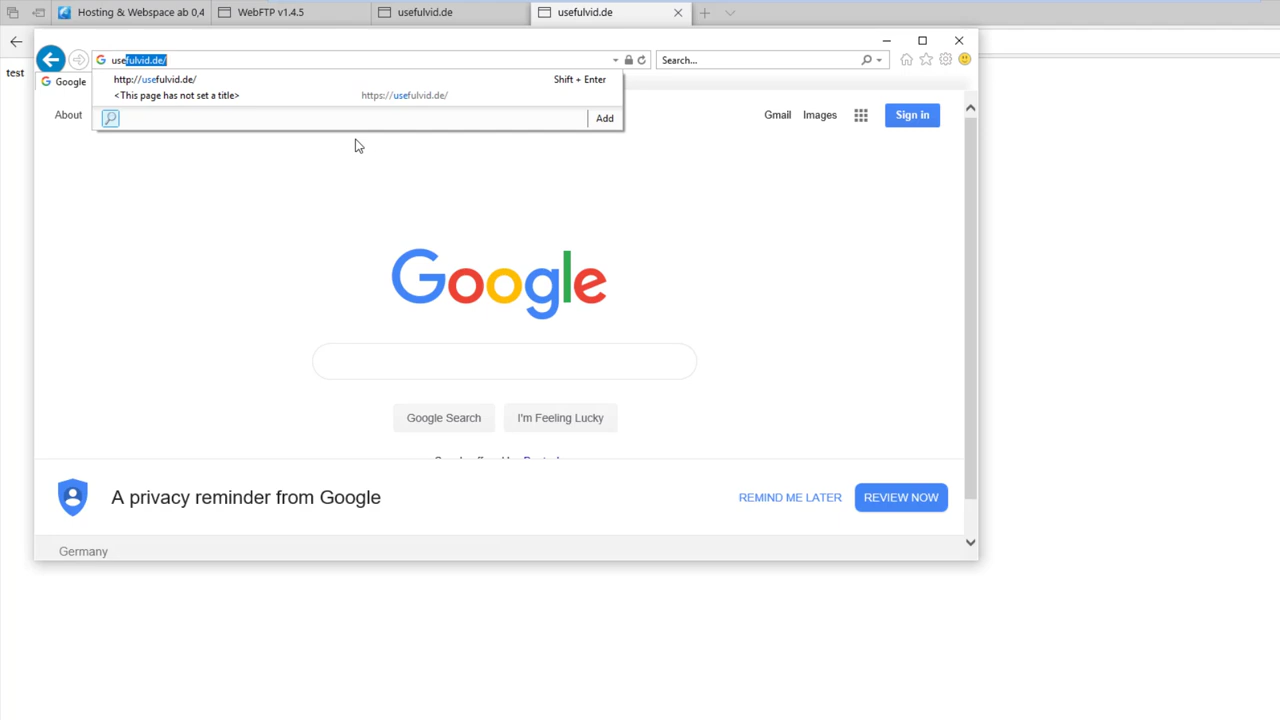 Hosting & Webspace ab 0,4
WebFTP v1.4.5
usefulvid.de
usefulvid.de
test
usefulvid.de/
Search...
Google
http://usefulvid.de/
Shift + Enter
<This page has not set a title>
https://usefulvid.de/
Add
About
Gmail
Images
Sign in
Google
Google Search
I'm Feeling Lucky
A privacy reminder from Google
REMIND ME LATER
REVIEW NOW
Germany